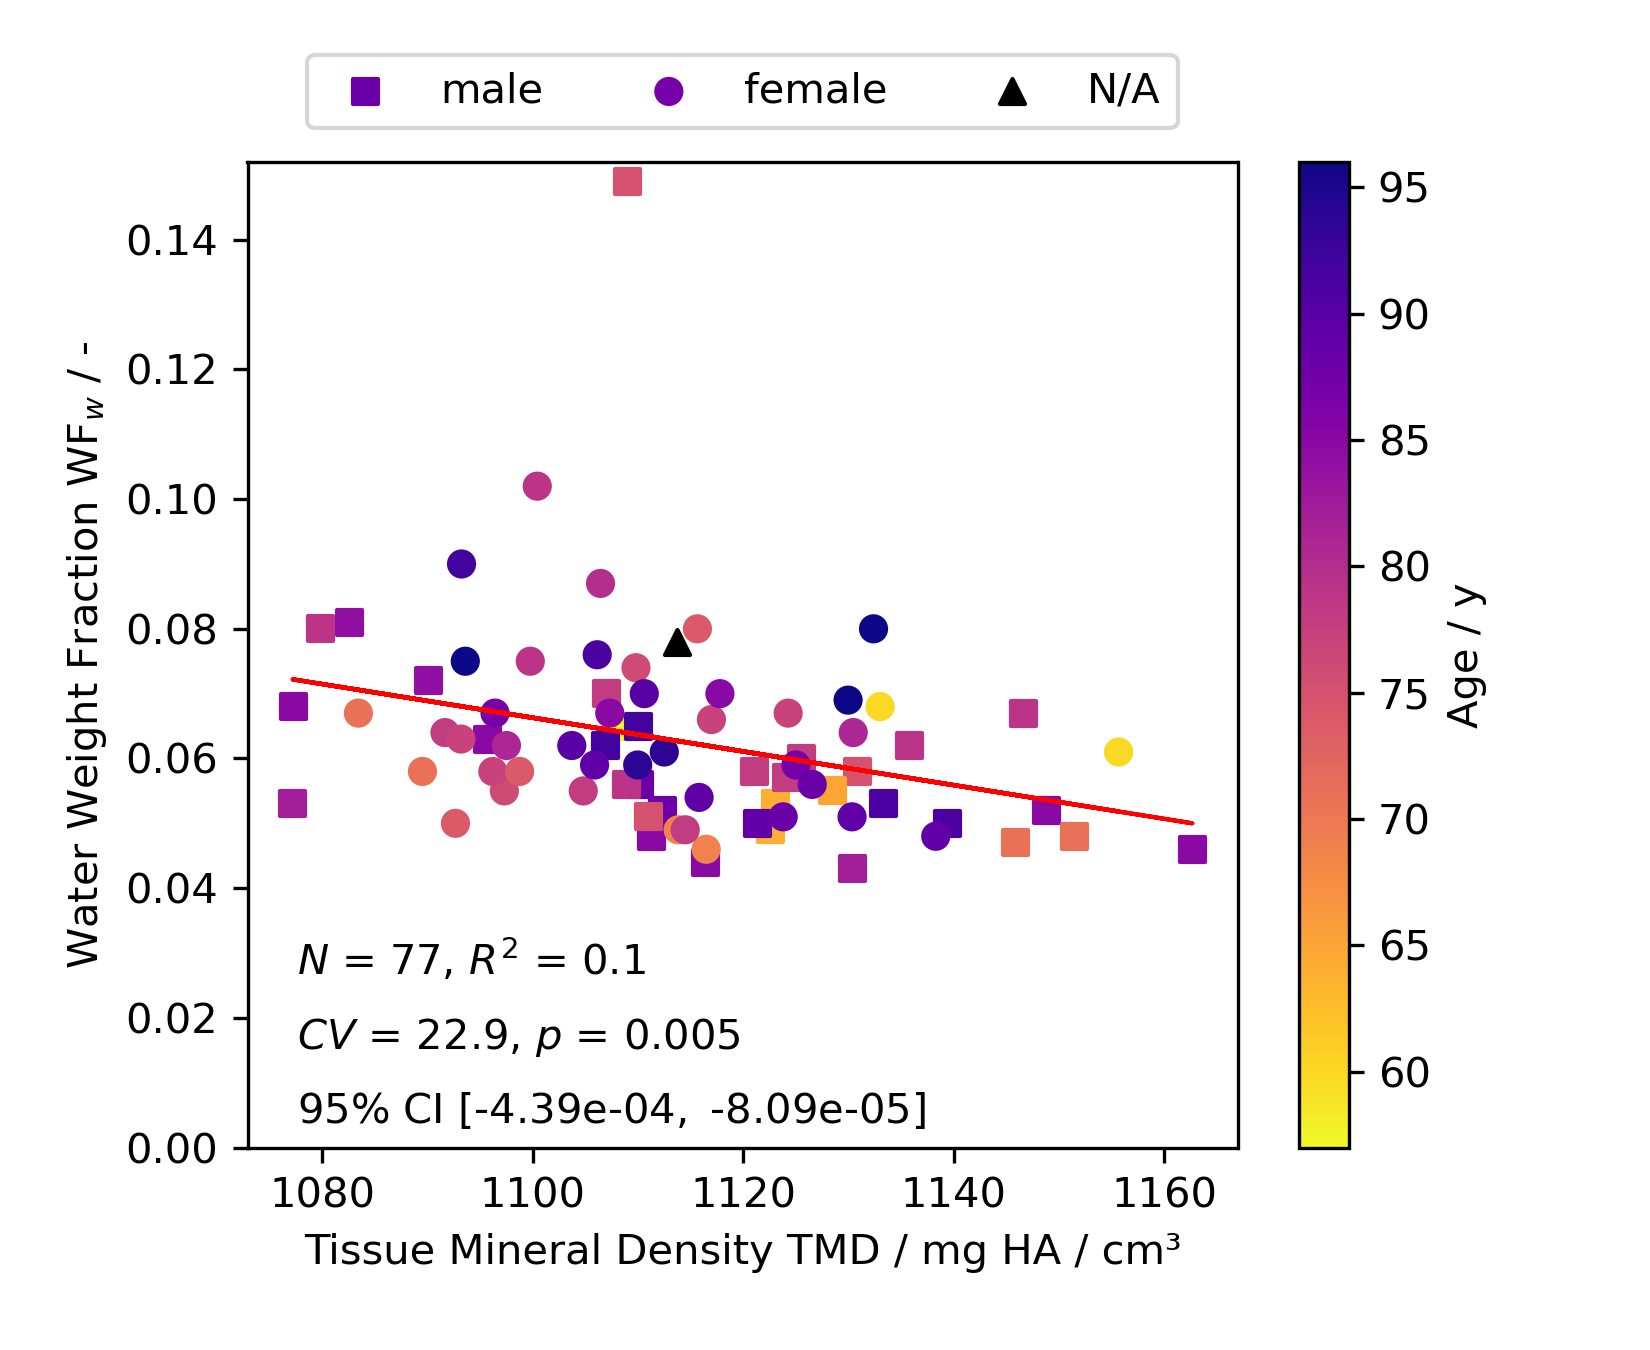 male female N/A
0.14
0.12
0.10
0.08
0.06
0.04
0.02
0.00
Water Weight Fraction WFw / -
N = 77, R² = 0.1
CV = 22.9, p = 0.005
95% CI [-4.39e-04, -8.09e-05]
1080 1100 1120 1140 1160
Tissue Mineral Density TMD / mg HA / cm³
95
90
85
80
75
70
65
60
Age / y